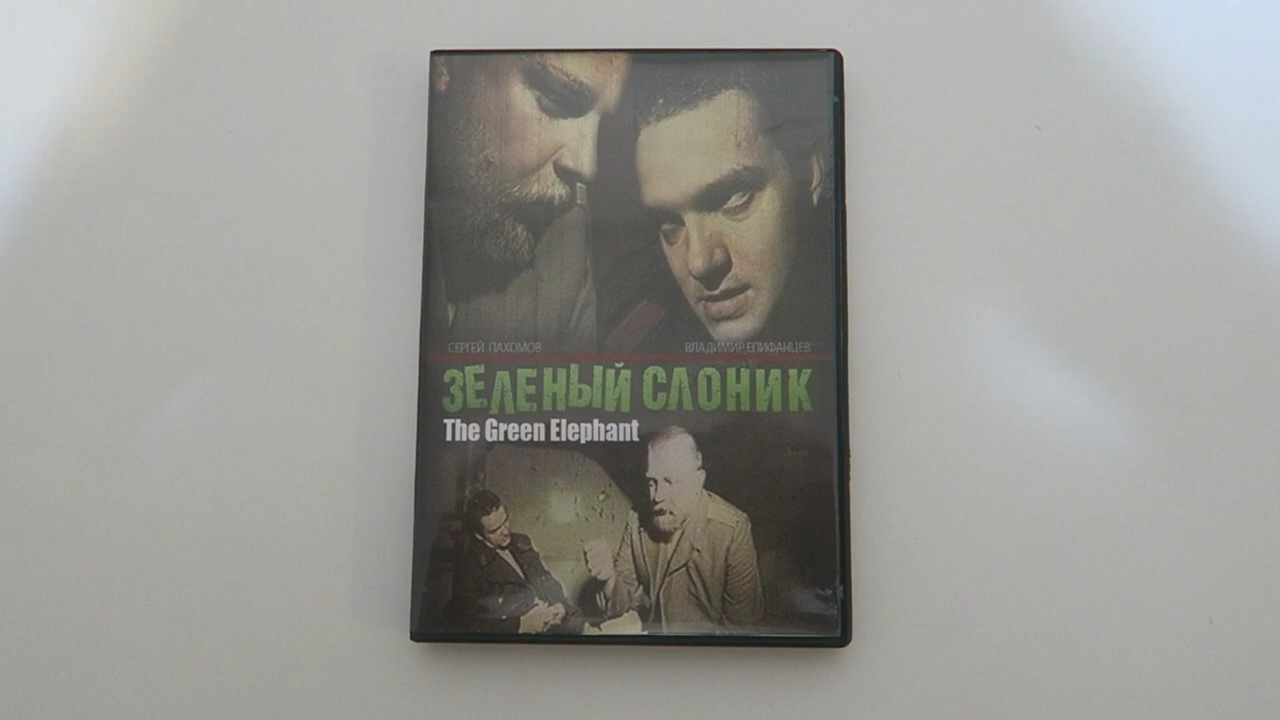 СЕРГЕЙ ПАХОМОВ ВЛАДИМИР ЕПИФАНЦЕВ
ЗЕЛЕНЫЙ СЛОНИК
The Green Elephant